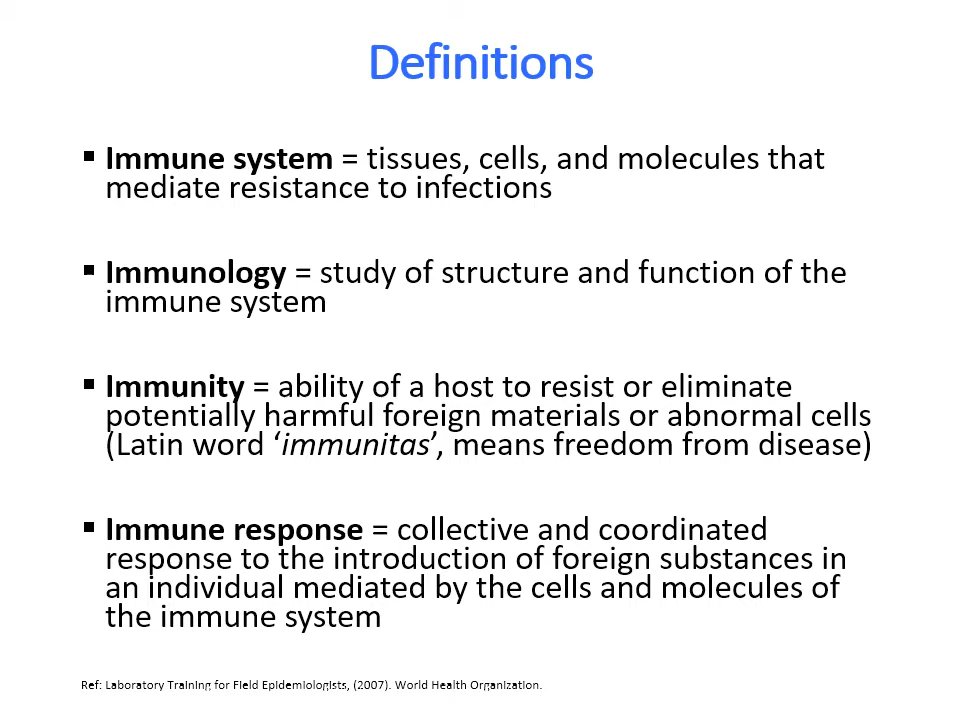 Definitions
▪ Immune system = tissues, cells, and molecules that
mediate resistance to infections
▪ Immunology = study of structure and function of the
immune system
▪ Immunity = ability of a host to resist or eliminate
potentially harmful foreign materials or abnormal cells
(Latin word ‘immunitas’, means freedom from disease)
▪ Immune response = collective and coordinated
response to the introduction of foreign substances in
an individual mediated by the cells and molecules of
the immune system
Ref: Laboratory Training for Field Epidemiologists, (2007). World Health Organization.